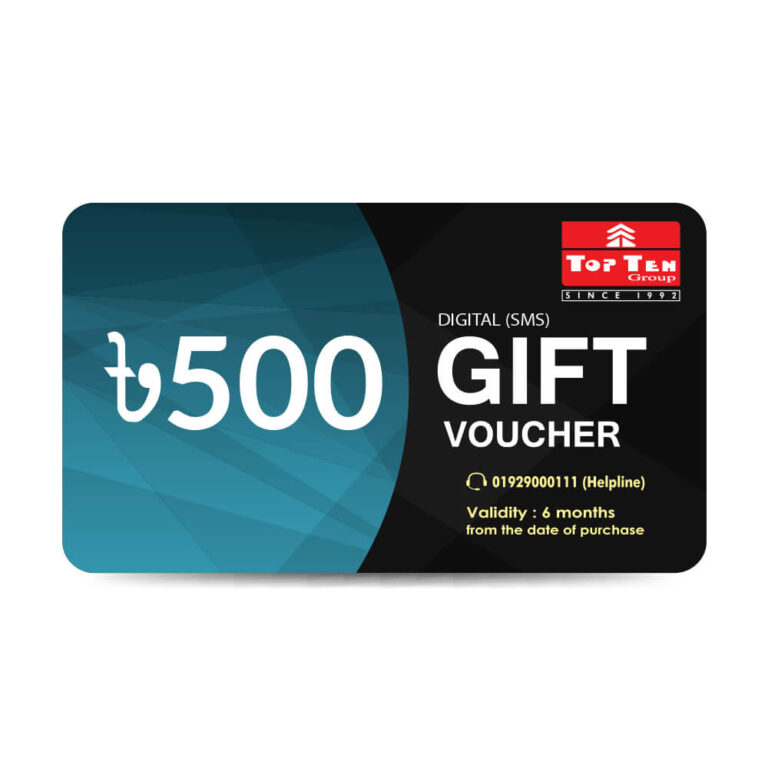 ৳500
TOP TEN
Group
SINCE 1992
DIGITAL (SMS)
GIFT
VOUCHER
01929000111 (Helpline)
Validity : 6 months
from the date of purchase